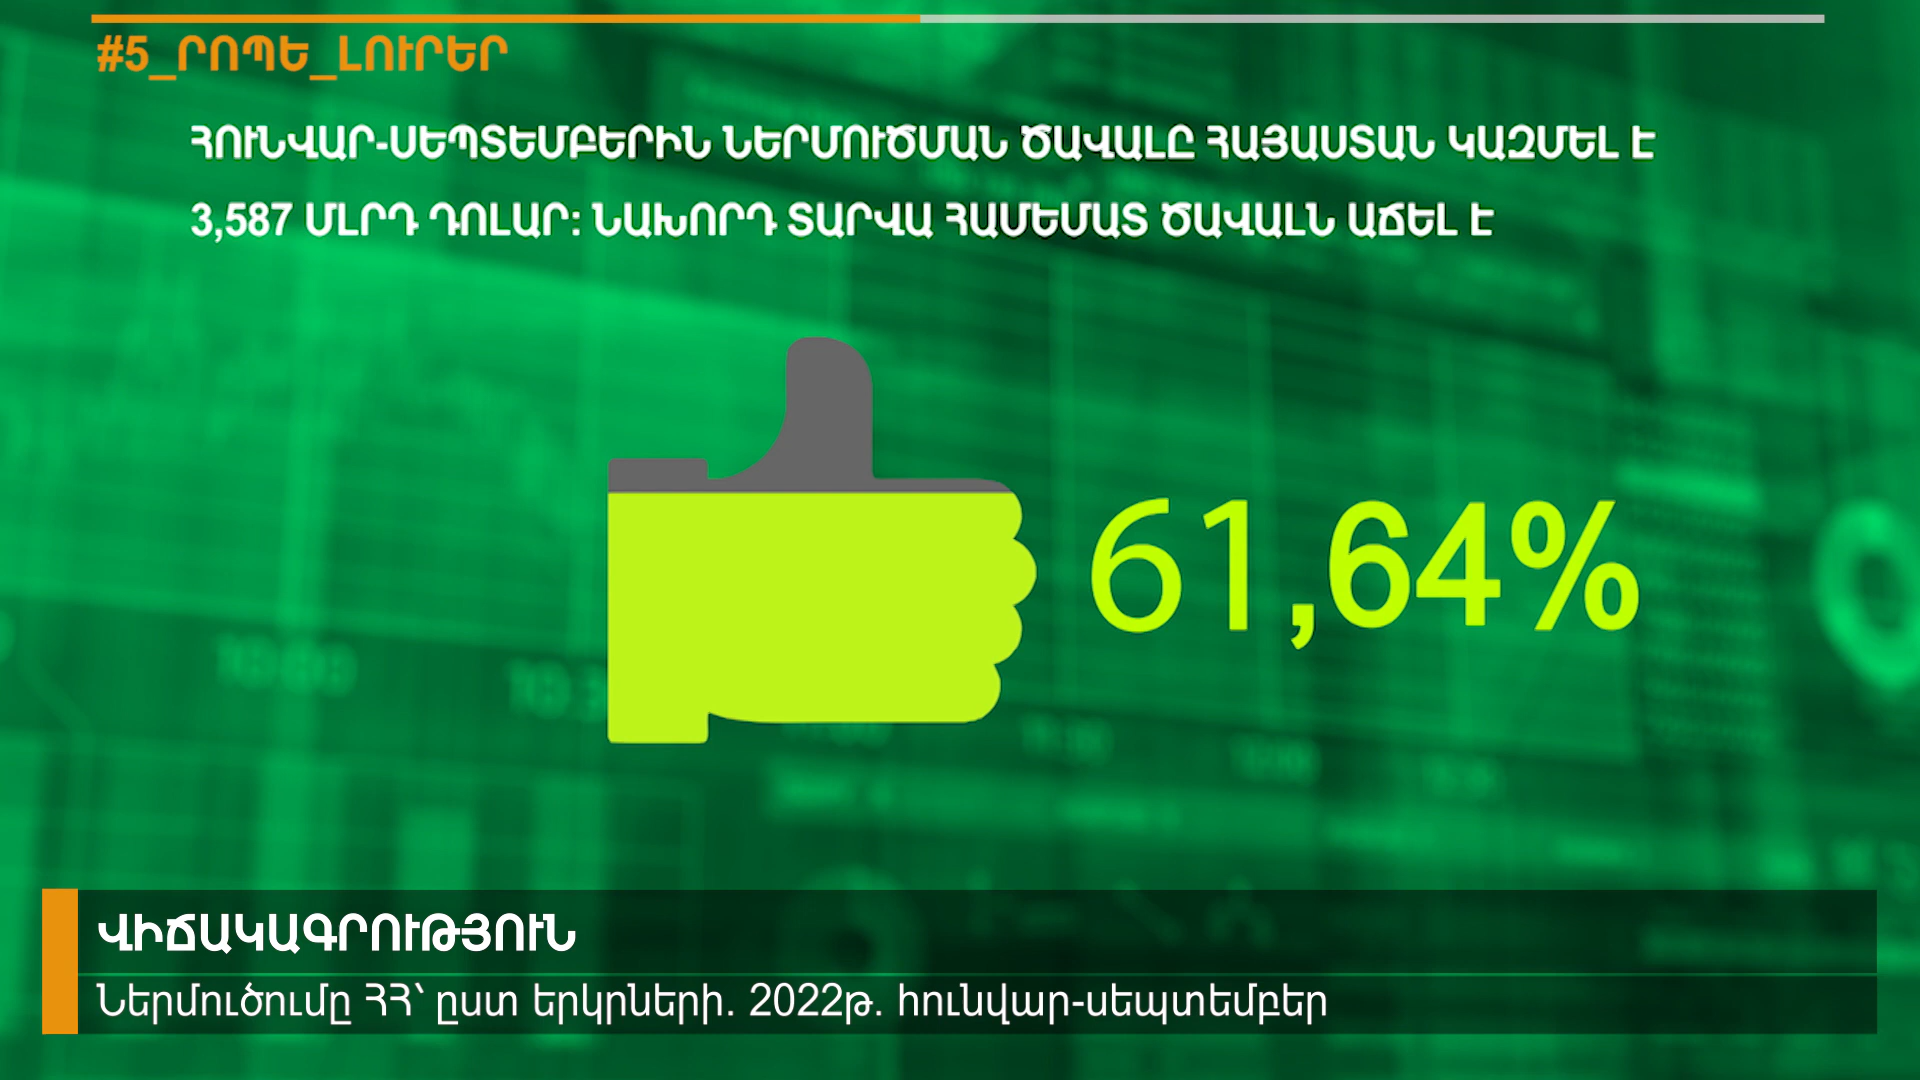 #5_ՐՈՊԵ_ԼՈՒՐԵՐ
ՀՈՒՆՎԱՐ-ՍԵՊՏԵՄԲԵՐԻՆ ՆԵՐՄՈՒԾՄԱՆ ԾԱՎԱԼԸ ՀԱՅԱՍՏԱՆ ԿԱԶՄԵԼ Է
3,587 ՄԼՐԴ ԴՈԼԱՐ: ՆԱԽՈՐԴ ՏԱՐՎԱ ՀԱՄԵՄԱՏ ԾԱՎԱԼՆ ԱՃԵԼ Է
61,64%
ՎԻՃԱԿԱԳՐՈՒԹՅՈՒՆ
Ներմուծումը ՀՀ՝ ըստ երկրների. 2022թ. հունվար-սեպտեմբեր